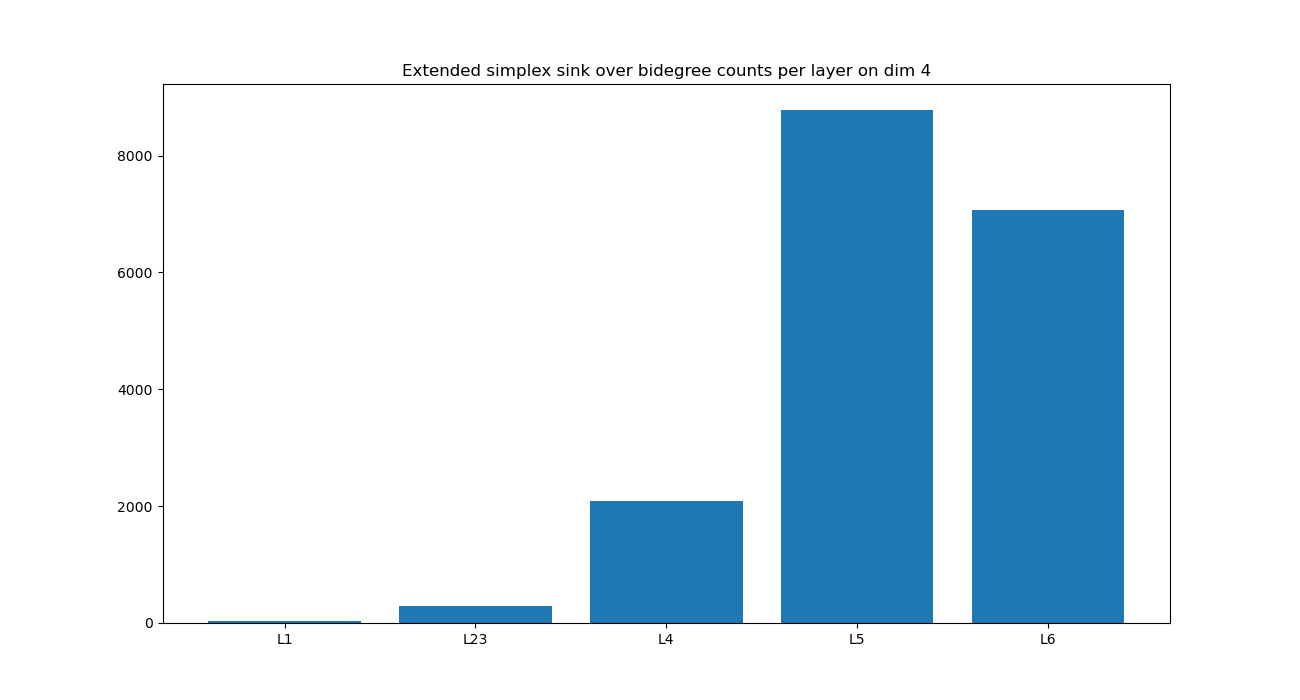 Extended simplex sink over bidegree counts per layer on dim 4
8000
6000
4000
2000
0
L1 L23 L4 L5 L6